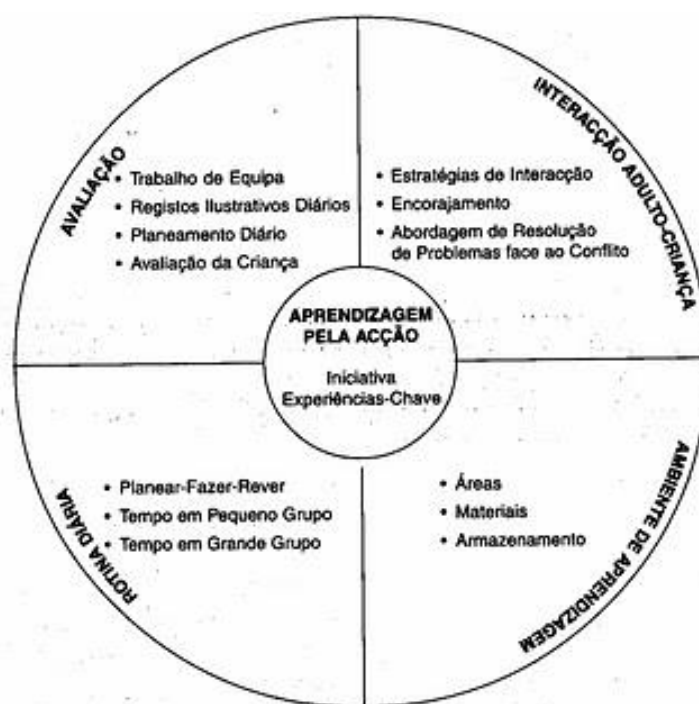 AVALIAÇÃO
• Trabalho de Equipa
• Registos Ilustrativos Diários
• Planeamento Diário
• Avaliação da Criança
INTERACÇÃO ADULTO-CRIANÇA
• Estratégias de Interacção
• Encorajamento
• Abordagem de Resolução
de Problemas face ao Conflito
APRENDIZAGEM
PELA ACÇÃO
Iniciativa
Experiências-Chave
ROTINA DIÁRIA
• Planear-Fazer-Rever
• Tempo em Pequeno Grupo
• Tempo em Grande Grupo
AMBIENTE DE APRENDIZAGEM
• Áreas
• Materiais
• Armazenamento